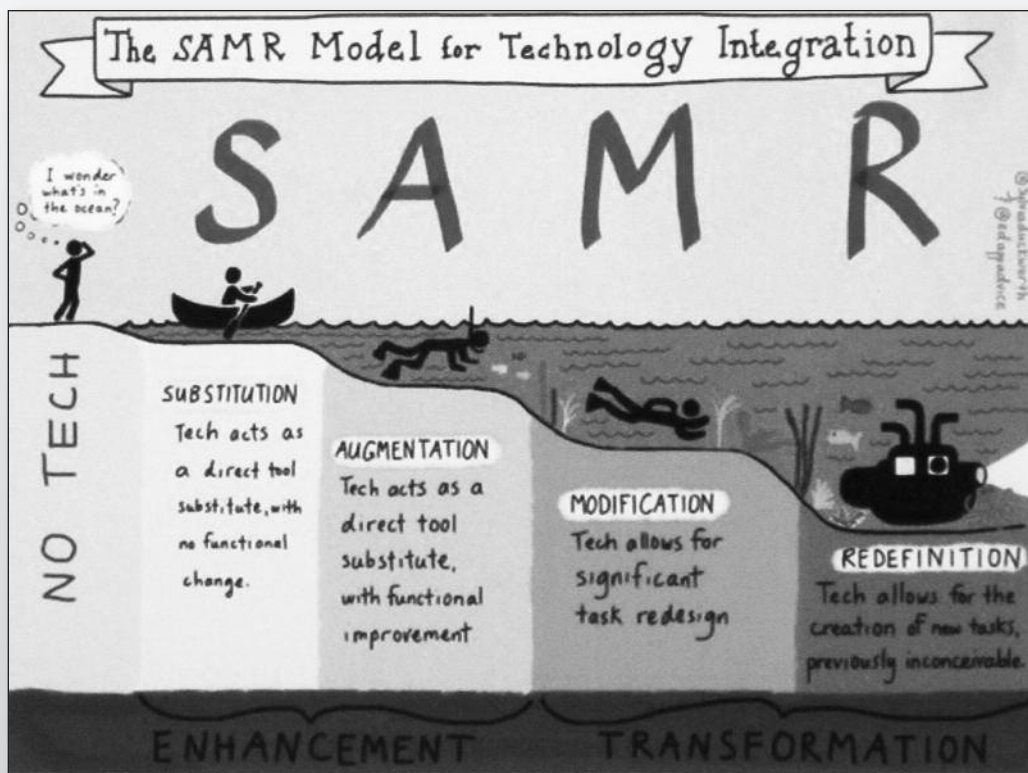 The SAMR Model for Technology Integration
S A M R
I wonder
what's in
the ocean?
@sylviaduckworth
@edappadvice
NO TECH
SUBSTITUTION
Tech acts as
a direct tool
substitute, with
no functional
change.
AUGMENTATION
Tech acts as a
direct tool
substitute,
with functional
improvement
MODIFICATION
Tech allows for
significant
task redesign
REDEFINITION
Tech allows for the
creation of new tasks,
previously inconceivable.
ENHANCEMENT
TRANSFORMATION